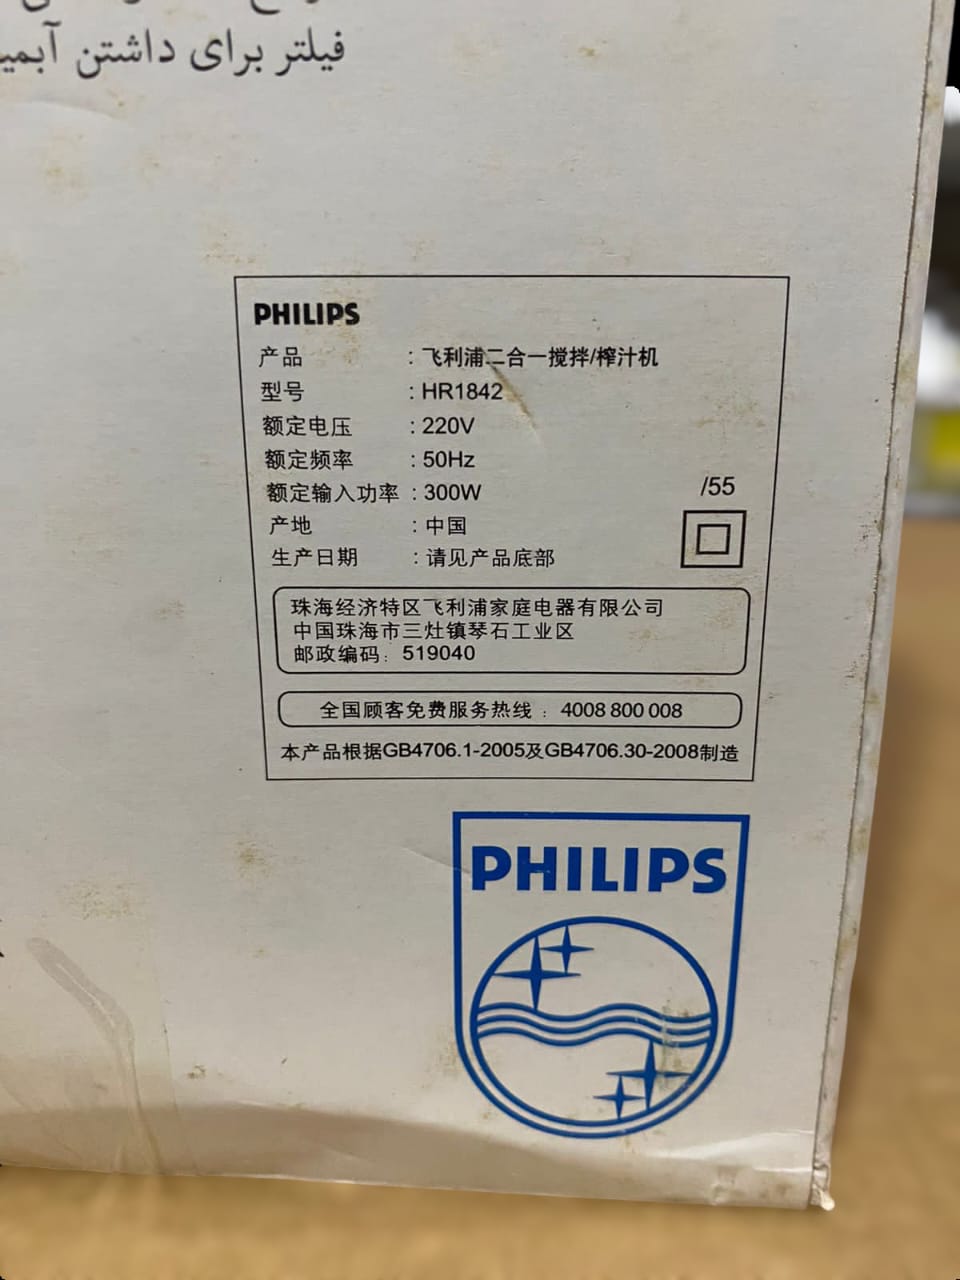 فیلتر برای داشتن
PHILIPS
产品 : 飞利浦二合一搅拌/榨汁机
型号 : HR1842
额定电压 : 220V
额定频率 : 50Hz
额定输入功率 : 300W
/55
产地 : 中国
生产日期 : 请见产品底部
珠海经济特区飞利浦家庭电器有限公司
中国珠海市三灶镇琴石工业区
邮政编码: 519040
全国顾客免费服务热线 : 4008 800 008
本产品根据GB4706.1-2005及GB4706.30-2008制造
PHILIPS